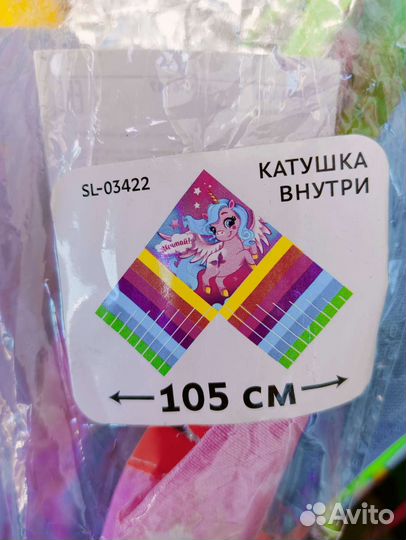 SL-03422
КАТУШКА
ВНУТРИ
Мечтай!
105 см
Avito